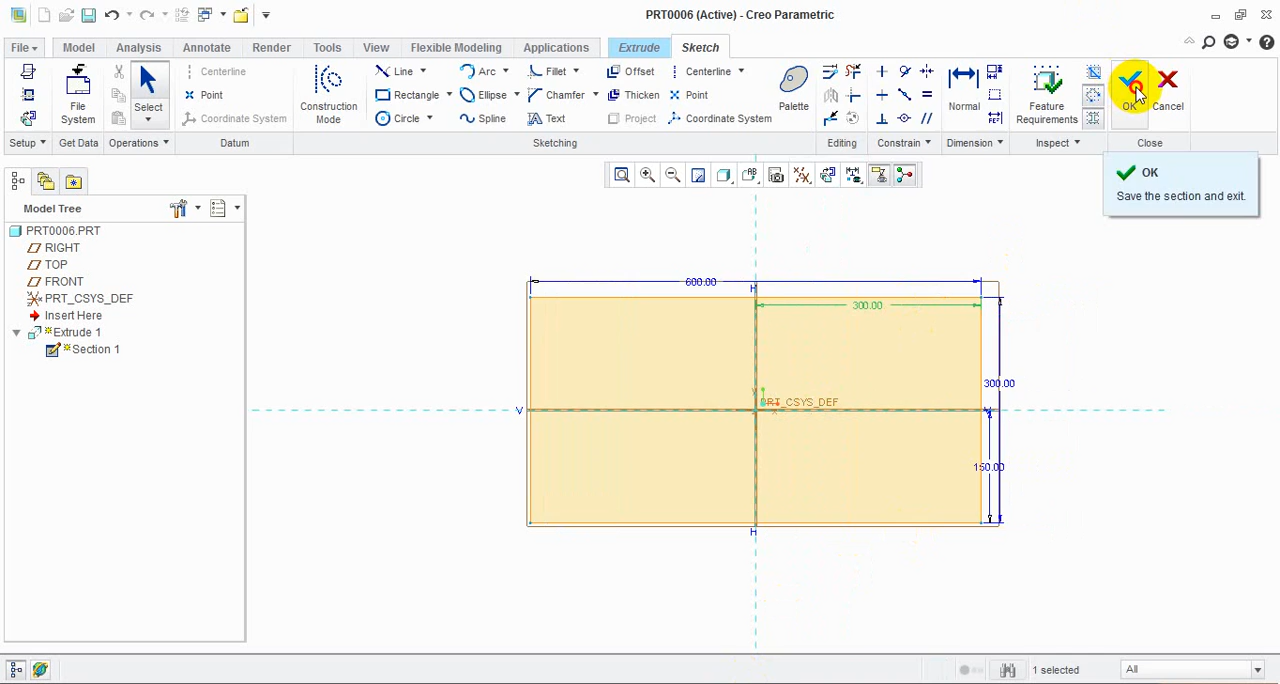 PRT0006 (Active) - Creo Parametric
File Model Analysis Annotate Render Tools View Flexible Modeling Applications Extrude Sketch
Centerline Line Arc Fillet Offset Centerline
File System Select Point Construction Mode Rectangle Ellipse Chamfer Thicken Point Palette Normal Feature Requirements OK Cancel
Coordinate System Circle Spline Text Project Coordinate System
Setup Get Data Operations Datum Sketching Editing Constrain Dimension Inspect Close
OK
Save the section and exit.
Model Tree
PRT0006.PRT
RIGHT
TOP
FRONT
PRT_CSYS_DEF
Insert Here
Extrude 1
Section 1
600.00
H
300.00
300.00
V
PRT_CSYS_DEF
150.00
H
1 selected
All